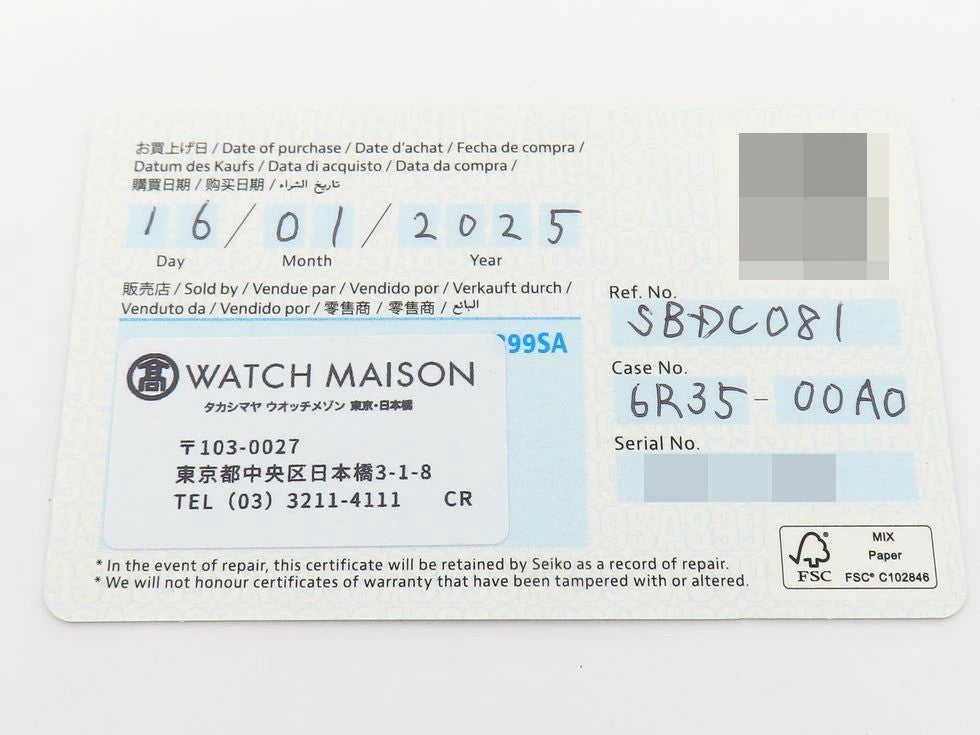 お買上げ日 / Date of purchase / Date d'achat / Fecha de compra /
Datum des Kaufs / Data di acquisto / Data da compra /
購買日期 / 购买日期 / تاريخ الشراء
16 / 01 / 2025
Day Month Year
販売店 / Sold by / Vendue par / Vendido por / Verkauft durch /
Venduto da / Vendido por / 零售商 / 零售商 / البائع
99SA
髙 WATCH MAISON
タカシマヤ ウオッチメゾン 東京・日本橋
〒103-0027
東京都中央区日本橋3-1-8
TEL (03) 3211-4111 CR
Ref. No.
SBDC081
Case No.
6R35 - 00A0
Serial No.
* In the event of repair, this certificate will be retained by Seiko as a record of repair.
* We will not honour certificates of warranty that have been tampered with or altered.
FSC
MIX
Paper
FSC® C102846